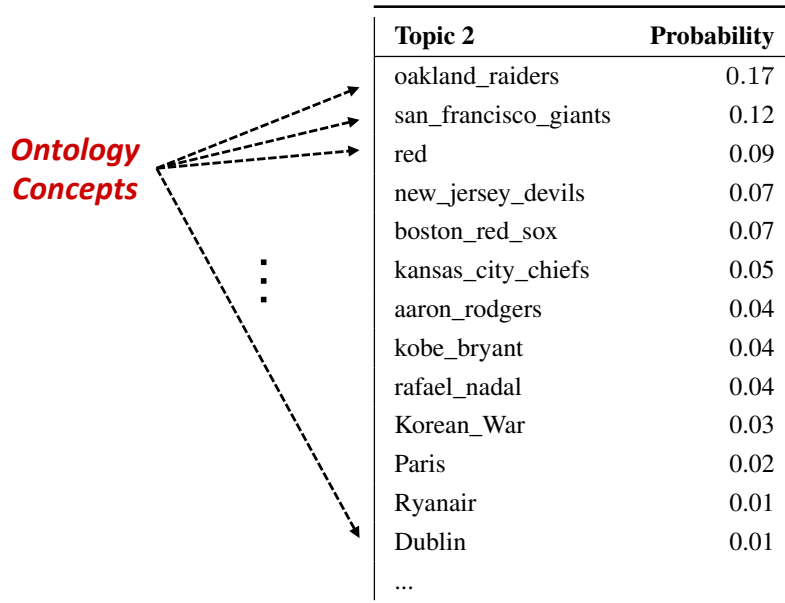 Topic 2 Probability
oakland_raiders 0.17
san_francisco_giants 0.12
red 0.09
new_jersey_devils 0.07
boston_red_sox 0.07
kansas_city_chiefs 0.05
aaron_rodgers 0.04
kobe_bryant 0.04
rafael_nadal 0.04
Korean_War 0.03
Paris 0.02
Ryanair 0.01
Dublin 0.01
...
Ontology
Concepts